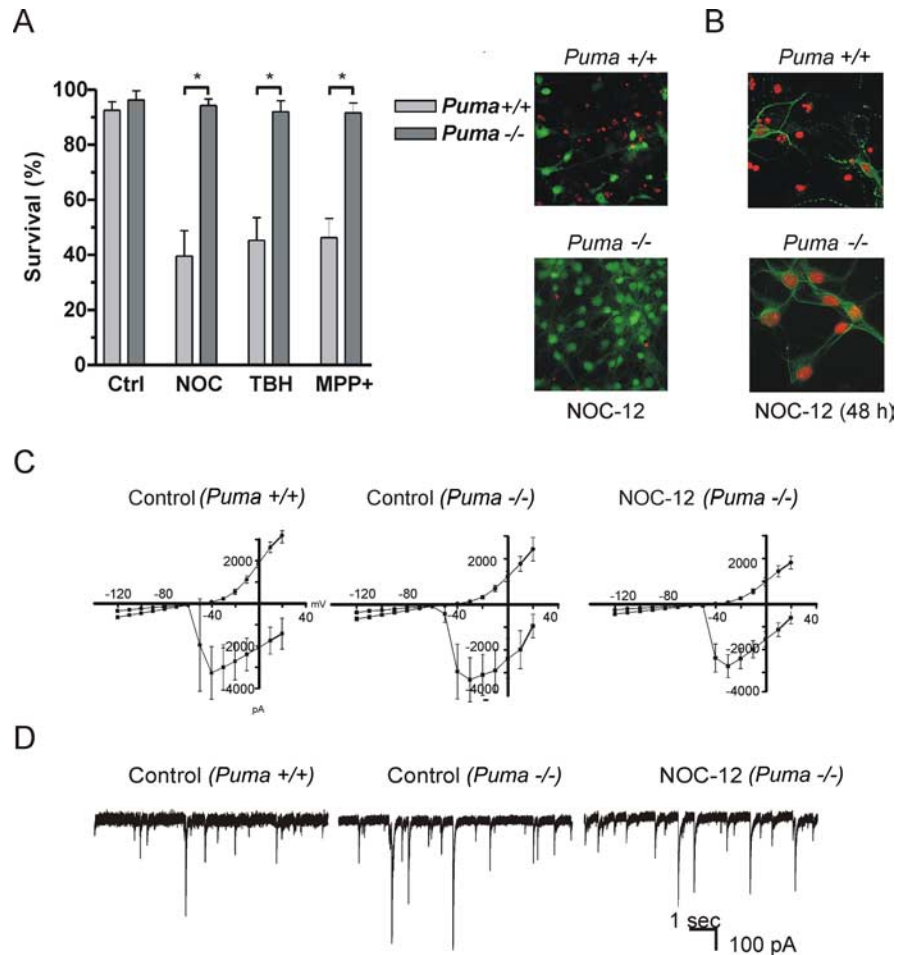 A
Survival (%)
100
80
60
40
20
0
Ctrl NOC TBH MPP+
* * *
Puma+/+
Puma -/-
Puma +/+
Puma -/-
NOC-12
B
Puma +/+
Puma -/-
NOC-12 (48 h)
C
Control (Puma +/+)
2000
-120 -80 -40 mV
-2000
-4000
pA
Control (Puma -/-)
2000
-120 -80 -40
-2000
-4000
NOC-12 (Puma -/-)
2000
-120 -80 -40 40
-2000
-4000
D
Control (Puma +/+)
Control (Puma -/-)
NOC-12 (Puma -/-)
1 sec
100 pA